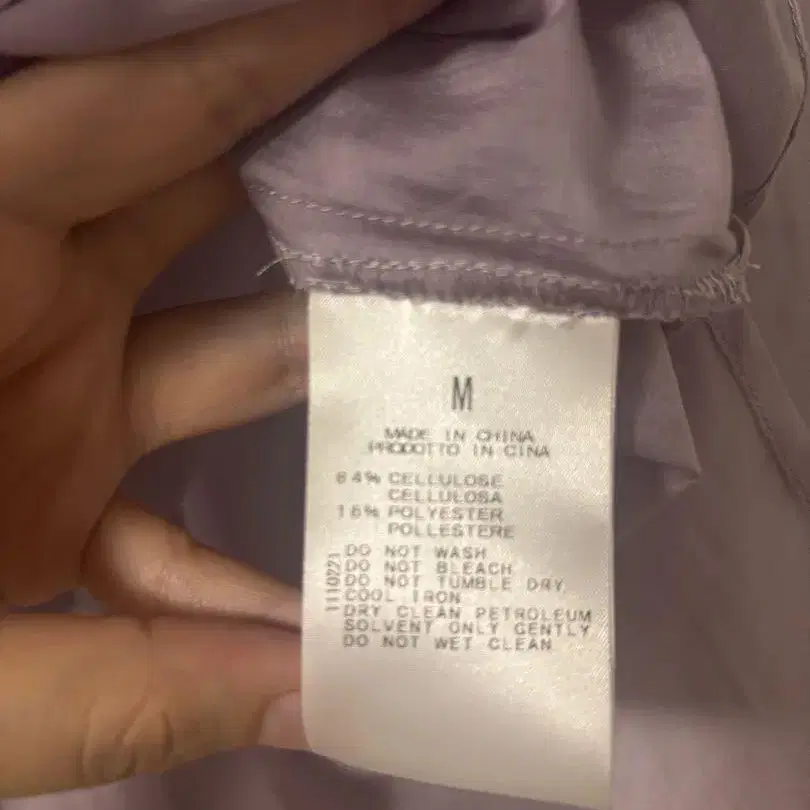 M
MADE IN CHINA
PRODOTTO IN CINA
84% CELLULOSE
CELLULOSA
16% POLYESTER
POLLESTERE
DO NOT WASH
DO NOT BLEACH
DO NOT TUMBLE DRY
COOL IRON
DRY CLEAN PETROLEUM
SOLVENT ONLY GENTLY
DO NOT WET CLEAN
1110221